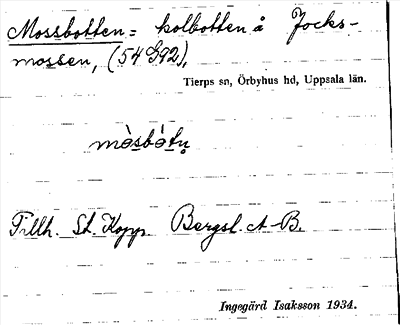 Mossbotten = kolbotten å Jocks-
mossen, (54 G92),
Tierps sn, Örbyhus hd, Uppsala län.
mòsbótṇ
Tillh. St. Kopp. Bergsl. A-B.
Ingegärd Isaksson 1934.